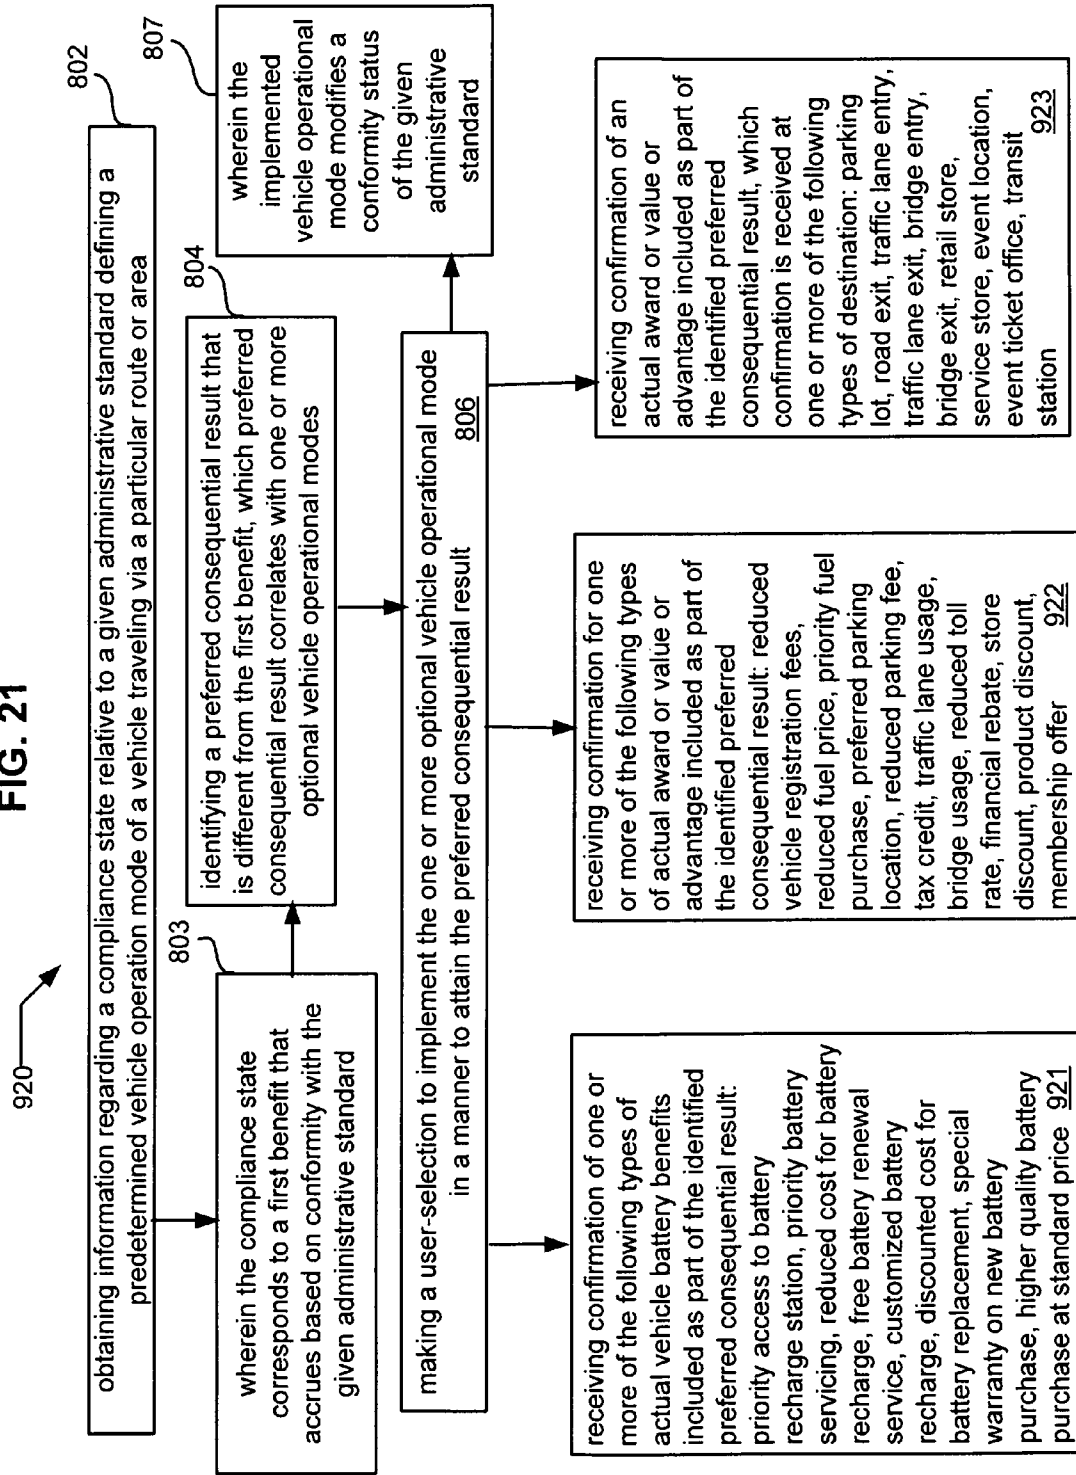 FIG. 21
920
802
obtaining information regarding a compliance state relative to a given administrative standard defining a
predetermined vehicle operation mode of a vehicle traveling via a particular route or area
803
wherein the compliance state
corresponds to a first benefit that
accrues based on conformity with the
given administrative standard
804
identifying a preferred consequential result that
is different from the first benefit, which preferred
consequential result correlates with one or more
optional vehicle operational modes
807
wherein the
implemented
vehicle operational
mode modifies a
conformity status
of the given
administrative
standard
making a user-selection to implement the one or more optional vehicle operational mode
in a manner to attain the preferred consequential result 806
receiving confirmation of one or
more of the following types of
actual vehicle battery benefits
included as part of the identified
preferred consequential result:
priority access to battery
recharge station, priority battery
servicing, reduced cost for battery
recharge, free battery renewal
service, customized battery
recharge, discounted cost for
battery replacement, special
warranty on new battery
purchase, higher quality battery
purchase at standard price 921
receiving confirmation for one
or more of the following types
of actual award or value or
advantage included as part of
the identified preferred
consequential result: reduced
vehicle registration fees,
reduced fuel price, priority fuel
purchase, preferred parking
location, reduced parking fee,
tax credit, traffic lane usage,
bridge usage, reduced toll
rate, financial rebate, store
discount, product discount,
membership offer 922
receiving confirmation of an
actual award or value or
advantage included as part of
the identified preferred
consequential result, which
confirmation is received at
one or more of the following
types of destination: parking
lot, road exit, traffic lane entry,
traffic lane exit, bridge entry,
bridge exit, retail store,
service store, event location,
event ticket office, transit
station 923